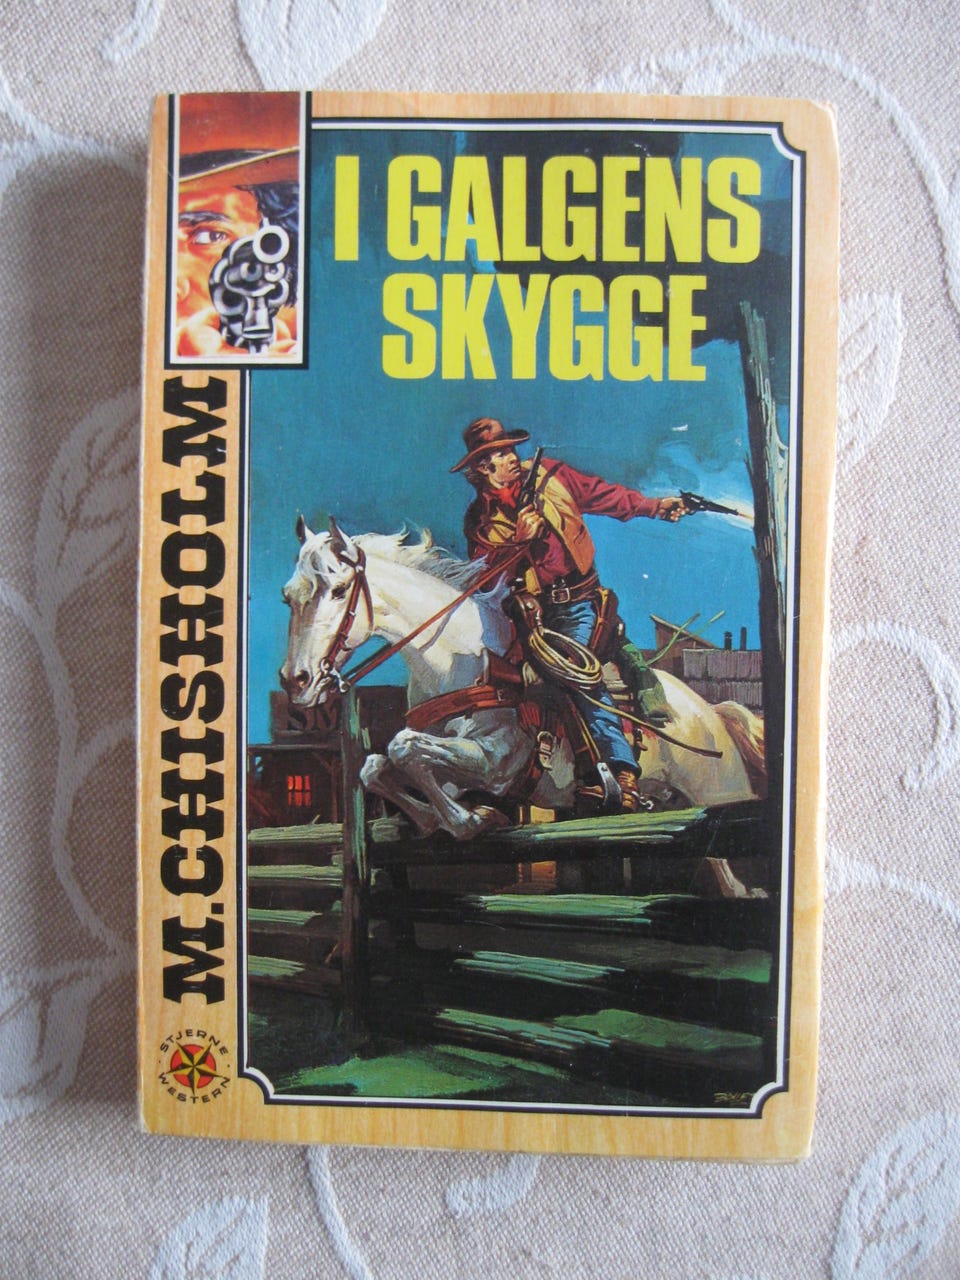 I GALGENS
SKYGGE
M.CHISHOLM
STJERNE
WESTERN